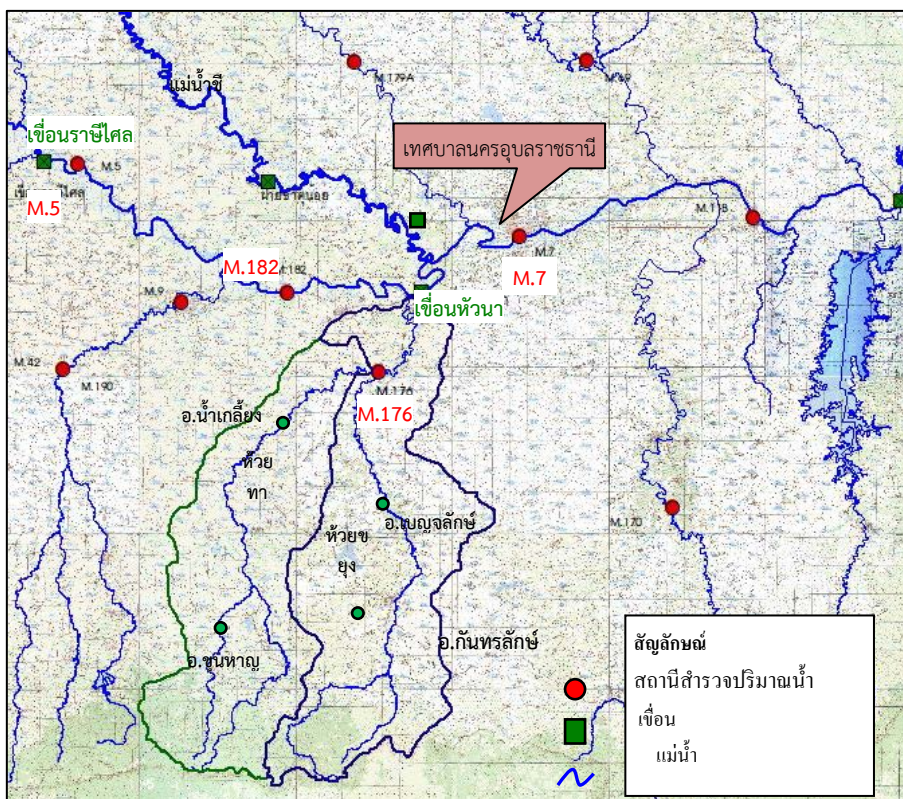 M.179A
M.69
แม่น้ำชี
เขื่อนราษีไศล
เทศบาลนครอุบลราชธานี
M.5
M.5
M.11B
M.7
M.7
M.182
M.182
M.9
เขื่อนหัวนา
M.42
M.190
M.176
M.176
อ.น้ำเกลี้ยง
ห้วย
ทา
อ.เบญจลักษ์
ห้วยข
ยุง
M.170
อ.ขุนหาญ
อ.กันทรลักษ์
สัญลักษณ์
สถานีสำรวจปริมาณน้ำ
เขื่อน
แม่น้ำ